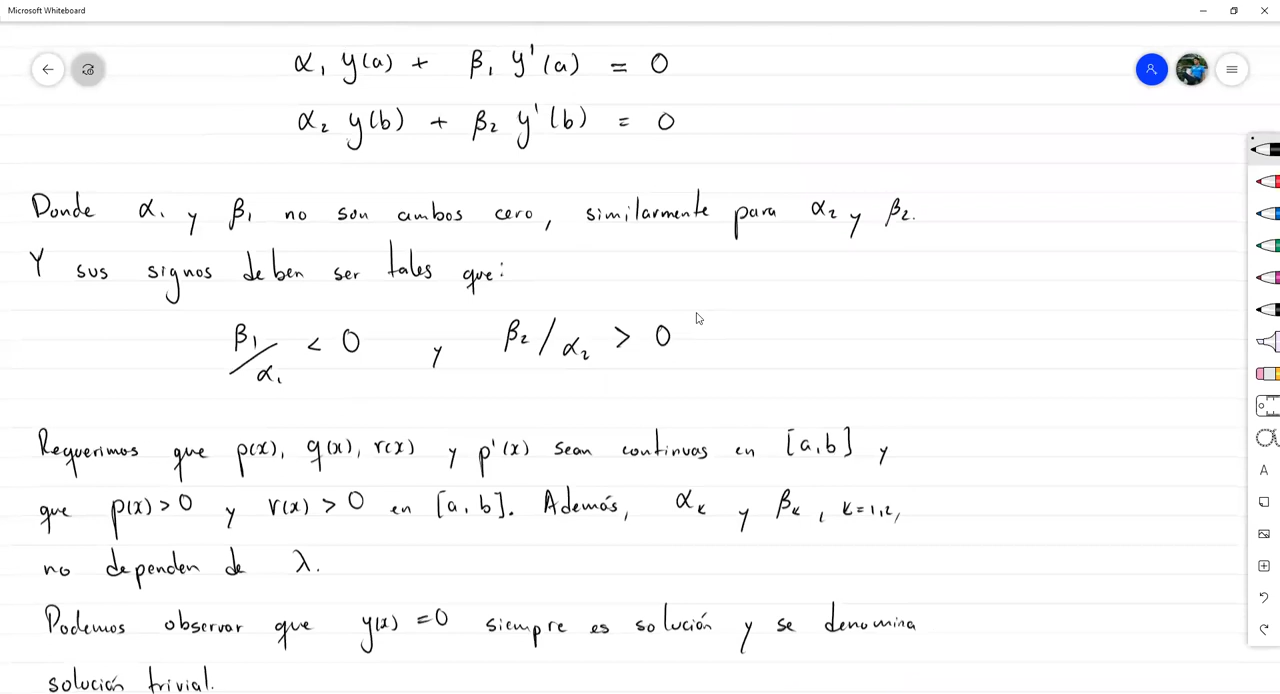 Microsoft Whiteboard
α₁ y(a) + β₁ y'(a) = 0
α₂ y(b) + β₂ y'(b) = 0
Donde α₁ y β₁ no son ambos cero, similarmente para α₂ y β₂.
Y sus signos deben ser tales que:
β₁/α₁ < 0 y β₂/α₂ > 0
Requerimos que p(x), q(x), r(x) y p'(x) sean continuas en [a,b] y
que p(x)>0 y r(x)>0 en [a,b]. Además, αₖ y βₖ, k=1,2,
no dependen de λ.
Podemos observar que y(x)=0 siempre es solución y se denomina
solución trivial.
A